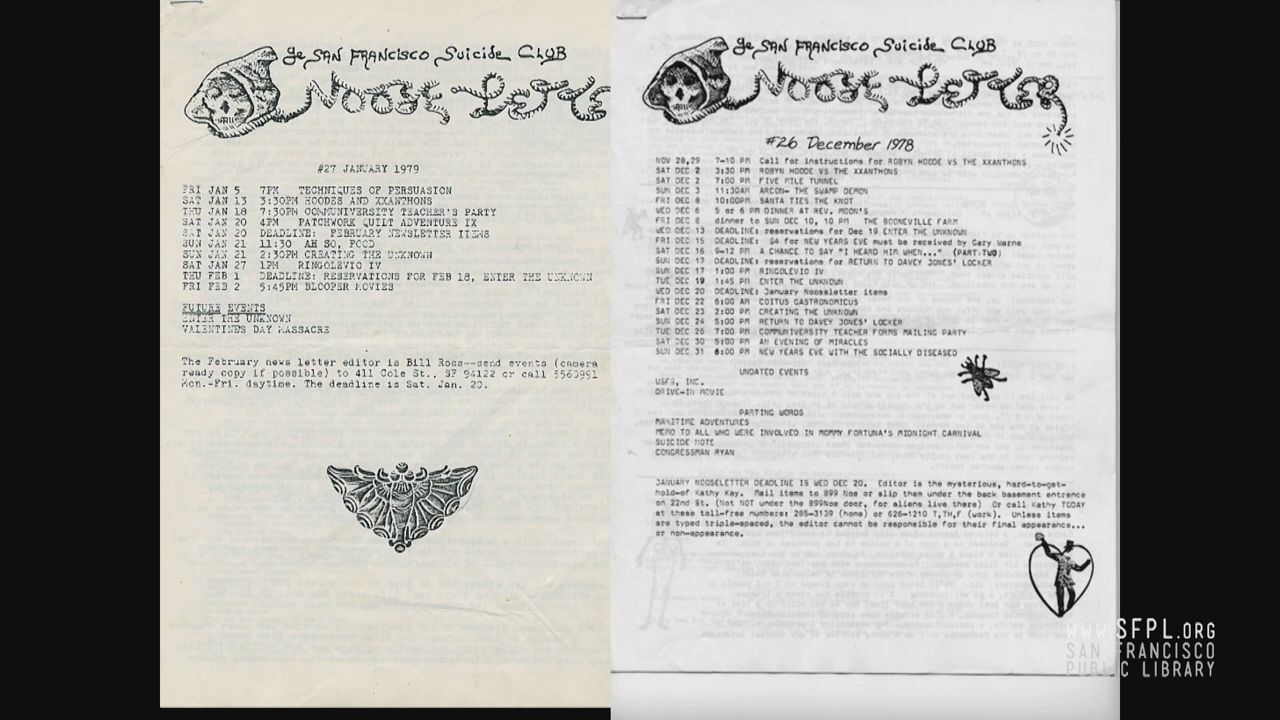 ye SAN FRANCISCO Suicide CLUB
NOOSE LETTE
#27 JANUARY 1979
FRI JAN 5 7PM TECHNIQUES OF PERSUASION
SAT JAN 13 3:30PM HOODES AND XXANTHONS
THU JAN 18 7:30PM COMMUNIVERSITY TEACHER'S PARTY
SAT JAN 20 4PM PATCHWORK QUILT ADVENTURE IX
SAT JAN 20 DEADLINE: FEBRUARY NEWSLETTER ITEMS
SUN JAN 21 11:30 AH SO, FOOD
SUN JAN 21 2:30PM CREATING THE UNKNOWN
SAT JAN 27 1PM RINGOLEVIO IV
THU FEB 1 DEADLINE: RESERVATIONS FOR FEB 18, ENTER THE UNKNOWN
FRI FEB 2 5:45PM BLOOPER MOVIES
FUTURE EVENTS
ENTER THE UNKNOWN
VALENTINE'S DAY MASSACRE
The February news letter editor is Bill Ross--send events (camera
ready copy if possible) to 411 Cole St., SF 94122 or call 5560991
Mon.-Fri. daytime. The deadline is Sat. Jan. 20.
ye SAN FRANCISCO Suicide CLUB
NOOSE LETTER
#26 December 1978
NOV 28,29 7-10 PM Call for instructions for ROBYN HOODE VS THE XXANTHONS
SAT DEC 2 3:30 PM ROBYN HOODE VS THE XXANTHONS
SAT DEC 2 7:00 PM FIVE MILE TUNNEL
SUN DEC 3 11:30AM ARCON- THE SWAMP DEMON
FRI DEC 8 10:00PM SANTA TIES THE KNOT
WED DEC 6 5 or 6 PM DINNER AT REV. MOON'S
FRI DEC 8 dinner to SUN DEC 10, 10 PM THE BOONEVILLE FARM
WED DEC 13 DEADLINE: reservations for Dec 19 ENTER THE UNKNOWN
FRI DEC 15 DEADLINE: $4 for NEW YEARS EVE must be received by Gary Warne
SAT DEC 16 9-12 PM A CHANCE TO SAY "I HEARD HIM WHEN..." (PART TWO)
SUN DEC 17 DEADLINE: reservations for RETURN TO DAVEY JONES' LOCKER
SUN DEC 17 1:00 PM RINGOLEVIO IV
TUE DEC 19 1:45 PM ENTER THE UNKNOWN
WED DEC 20 DEADLINE: January Nooseletter items
FRI DEC 22 6:00 AM COITUS GASTRONOMICUS
SAT DEC 23 2:00 PM CREATING THE UNKNOWN
SUN DEC 24 5:00 PM RETURN TO DAVEY JONES' LOCKER
TUE DEC 26 7:00 PM COMMUNIVERSITY TEACHER FORMS MAILING PARTY
SAT DEC 30 5:00 PM AN EVENING OF MIRACLES
SUN DEC 31 6:00 PM NEW YEARS EVE WITH THE SOCIALLY DISEASED
UNDATED EVENTS
USFS, INC.
DRIVE-IN MOVIE
PARTING WORDS
MARITIME ADVENTURES
MEMO TO ALL WHO WERE INVOLVED IN MOMMY FORTUNA'S MIDNIGHT CARNIVAL
SUICIDE NOTE
CONGRESSMAN RYAN
JANUARY NOOSELETTER DEADLINE IS WED DEC 20. Editor is the mysterious, hard-to-get-
hold-of Kathy Kay. Mail items to 899 Noe or slip them under the back basement entrance
on 22nd St. (Not NOT under the 899Noe door, for aliens live there) Or call Kathy TODAY
at these toll-free numbers: 285-3139 (home) or 626-1210 T,TH,F (work). Unless items
are typed triple-spaced, the editor cannot be responsible for their final appearance...
or non-appearance.
WWW.SFPL.ORG
SAN FRANCISCO
PUBLIC LIBRARY